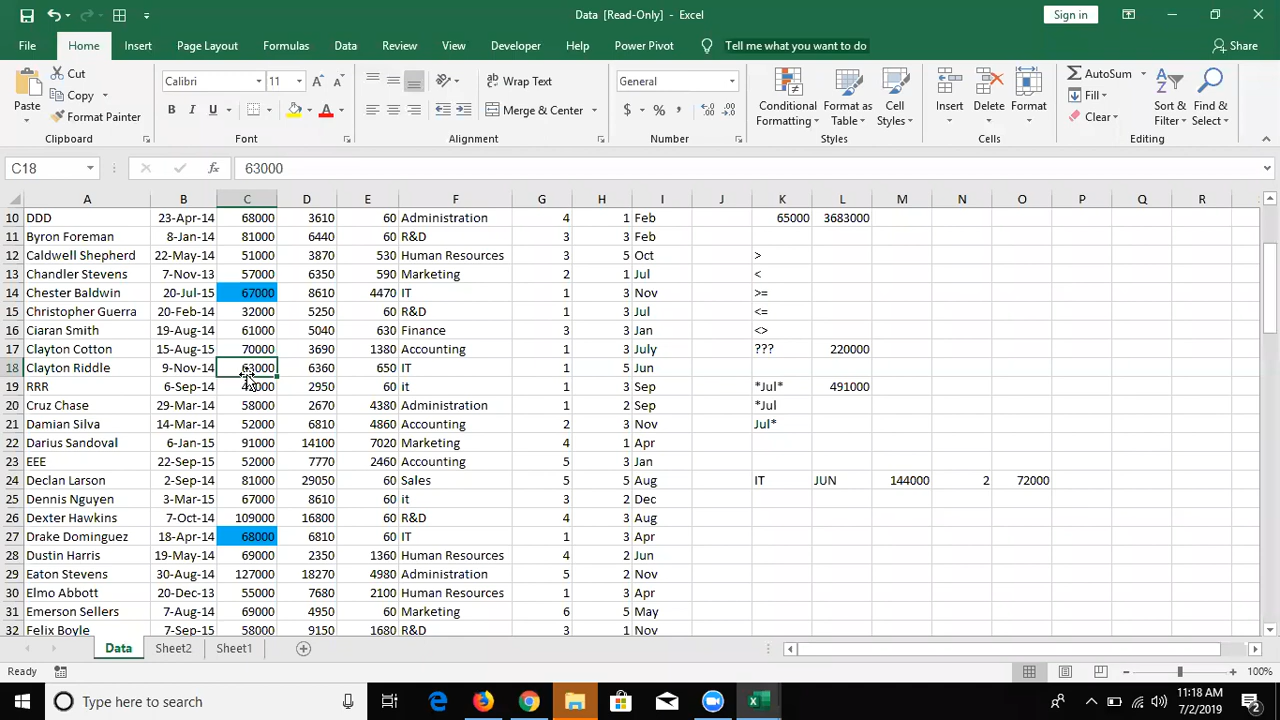 Data [Read-Only] - Excel
Sign in
File Home Insert Page Layout Formulas Data Review View Developer Help Power Pivot Tell me what you want to do Share
Paste Cut Copy Format Painter Clipboard
Calibri 11 B I U A Font
Wrap Text Merge & Center Alignment
General $ % , Number
Conditional Formatting Format as Table Cell Styles Styles
Insert Delete Format Cells
AutoSum Fill Clear Sort & Filter Find & Select Editing
C18 fx 63000
A B C D E F G H I J K L M N O P Q R
10 DDD 23-Apr-14 68000 3610 60 Administration 4 1 Feb 65000 3683000
11 Byron Foreman 8-Jan-14 81000 6440 60 R&D 3 3 Feb
12 Caldwell Shepherd 22-May-14 51000 3870 530 Human Resources 3 5 Oct >
13 Chandler Stevens 7-Nov-13 57000 6350 590 Marketing 2 1 Jul <
14 Chester Baldwin 20-Jul-15 67000 8610 4470 IT 1 3 Nov >=
15 Christopher Guerra 20-Feb-14 32000 5250 60 R&D 1 3 Jul <=
16 Ciaran Smith 19-Aug-14 61000 5040 630 Finance 3 3 Jan <>
17 Clayton Cotton 15-Aug-15 70000 3690 1380 Accounting 1 3 July ??? 220000
18 Clayton Riddle 9-Nov-14 63000 6360 650 IT 1 5 Jun
19 RRR 6-Sep-14 2950 60 it 1 3 Sep *Jul* 491000
20 Cruz Chase 29-Mar-14 58000 2670 4380 Administration 1 2 Sep *Jul
21 Damian Silva 14-Mar-14 52000 6810 4860 Accounting 2 3 Nov Jul*
22 Darius Sandoval 6-Jan-15 91000 14100 7020 Marketing 4 1 Apr
23 EEE 22-Sep-15 52000 7770 2460 Accounting 5 3 Jan
24 Declan Larson 2-Sep-14 81000 29050 60 Sales 5 5 Aug IT JUN 144000 2 72000
25 Dennis Nguyen 3-Mar-15 67000 8610 60 it 3 2 Dec
26 Dexter Hawkins 7-Oct-14 109000 16800 60 R&D 4 3 Aug
27 Drake Dominguez 18-Apr-14 68000 6810 60 IT 1 3 Apr
28 Dustin Harris 19-May-14 69000 2350 1360 Human Resources 4 2 Jun
29 Eaton Stevens 30-Aug-14 127000 18270 4980 Administration 5 2 Nov
30 Elmo Abbott 20-Dec-13 55000 7680 2100 Human Resources 1 3 Apr
31 Emerson Sellers 7-Aug-14 69000 4950 60 Marketing 6 5 May
32 Felix Boyle 7-Sep-15 58000 9150 1680 R&D 3 1 Nov
Data Sheet2 Sheet1
Ready 100%
Type here to search
11:18 AM
7/2/2019
2